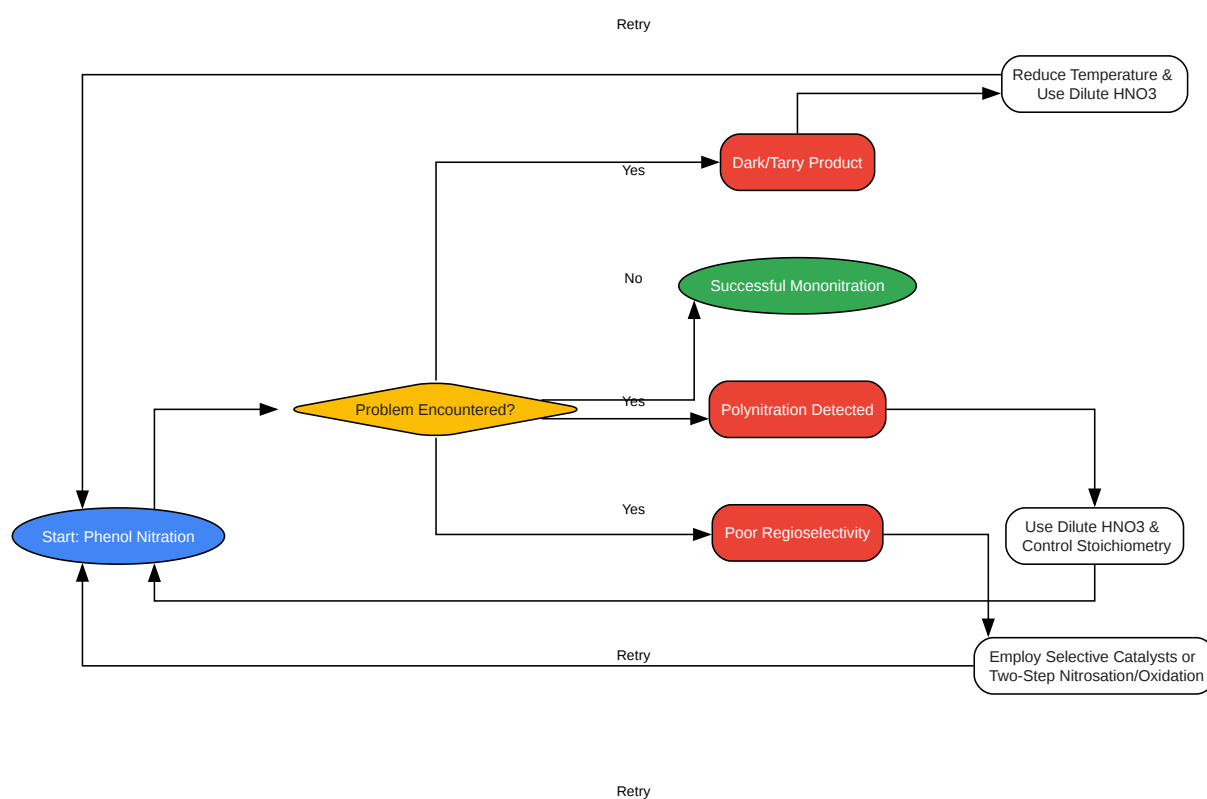 Retry
Reduce Temperature &
Use Dilute HNO3
Dark/Tarry Product
Yes
No
Successful Mononitration
Yes
Problem Encountered?
Polynitration Detected
Yes
Start: Phenol Nitration
Poor Regioselectivity
Use Dilute HNO3 &
Control Stoichiometry
Retry
Employ Selective Catalysts or
Two-Step Nitrosation/Oxidation
Retry